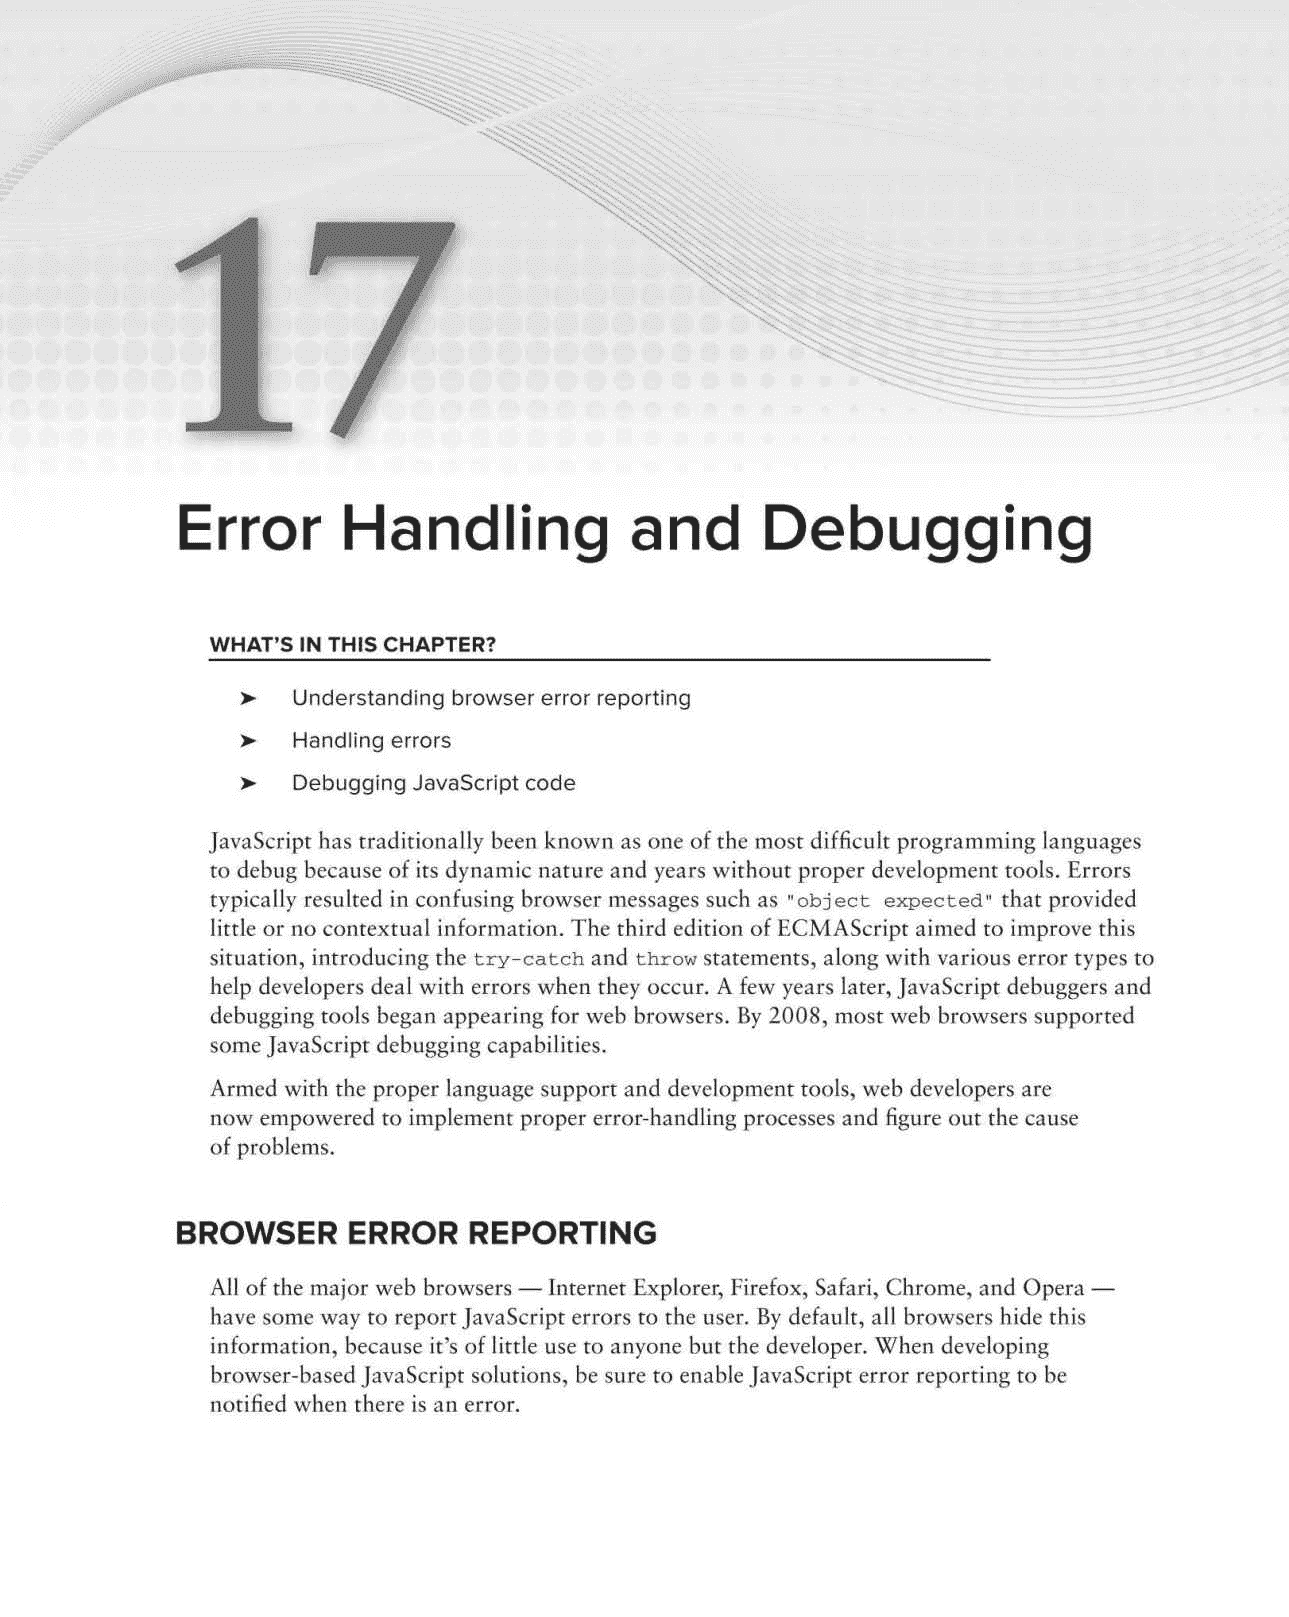 17
Error Handling and Debugging
WHAT'S IN THIS CHAPTER?
➤ Understanding browser error reporting
➤ Handling errors
➤ Debugging JavaScript code
JavaScript has traditionally been known as one of the most difficult programming languages
to debug because of its dynamic nature and years without proper development tools. Errors
typically resulted in confusing browser messages such as "object expected" that provided
little or no contextual information. The third edition of ECMAScript aimed to improve this
situation, introducing the try-catch and throw statements, along with various error types to
help developers deal with errors when they occur. A few years later, JavaScript debuggers and
debugging tools began appearing for web browsers. By 2008, most web browsers supported
some JavaScript debugging capabilities.
Armed with the proper language support and development tools, web developers are
now empowered to implement proper error-handling processes and figure out the cause
of problems.
BROWSER ERROR REPORTING
All of the major web browsers — Internet Explorer, Firefox, Safari, Chrome, and Opera —
have some way to report JavaScript errors to the user. By default, all browsers hide this
information, because it's of little use to anyone but the developer. When developing
browser-based JavaScript solutions, be sure to enable JavaScript error reporting to be
notified when there is an error.